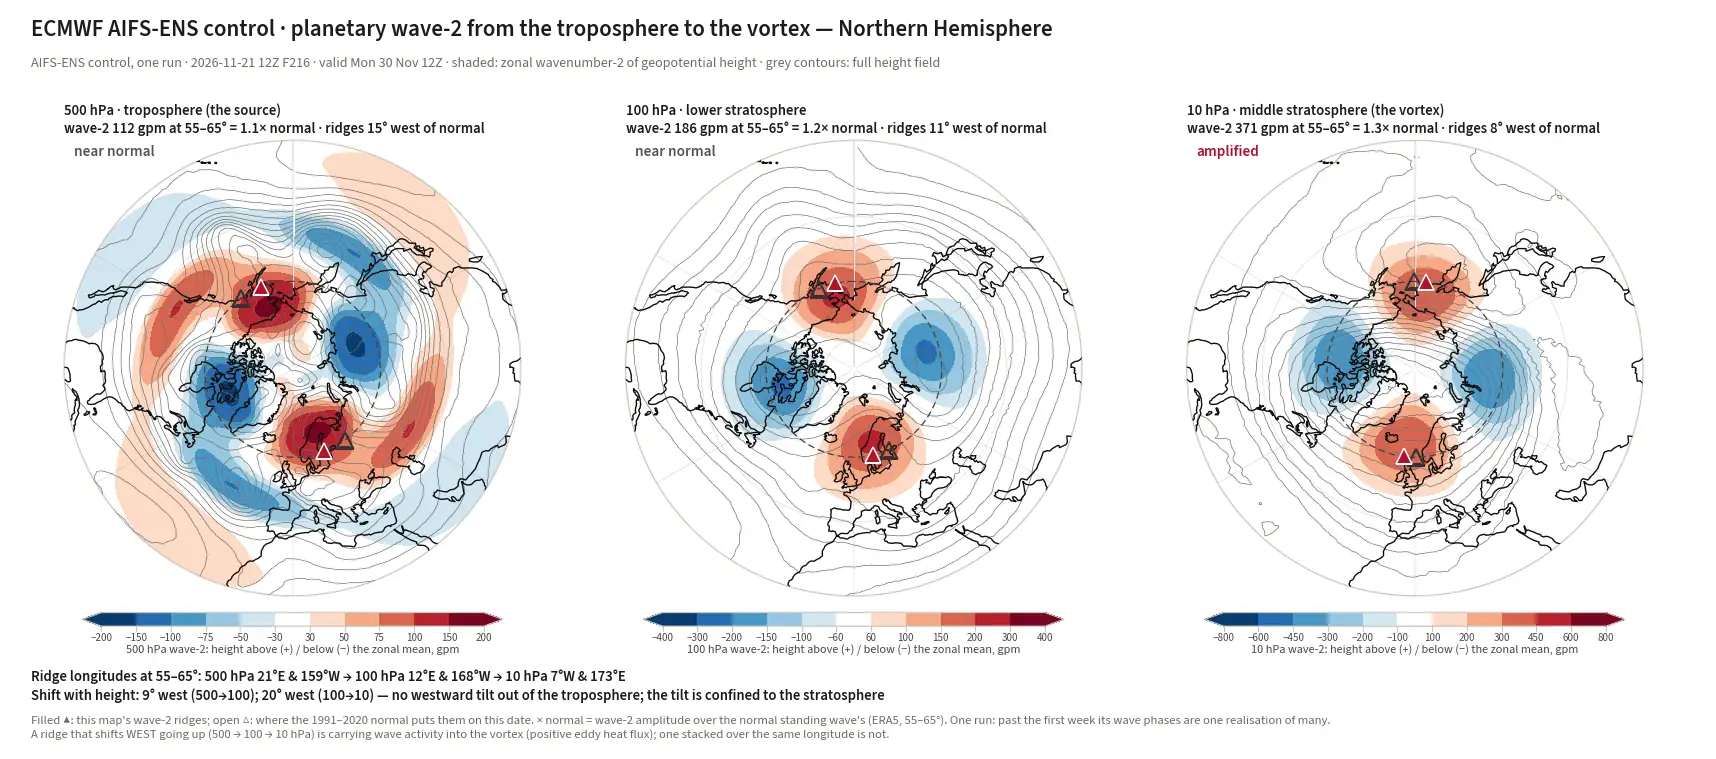 ECMWF AIFS-ENS control · planetary wave-2 from the troposphere to the vortex — Northern Hemisphere
AIFS-ENS control, one run · 2026-11-21 12Z F216 · valid Mon 30 Nov 12Z · shaded: zonal wavenumber-2 of geopotential height · grey contours: full height field
500 hPa · troposphere (the source)
wave-2 112 gpm at 55–65° = 1.1× normal · ridges 15° west of normal
near normal
100 hPa · lower stratosphere
wave-2 186 gpm at 55–65° = 1.2× normal · ridges 11° west of normal
near normal
10 hPa · middle stratosphere (the vortex)
wave-2 371 gpm at 55–65° = 1.3× normal · ridges 8° west of normal
amplified
−200 −150 −100 −75 −50 −30 30 50 75 100 150 200
500 hPa wave-2: height above (+) / below (−) the zonal mean, gpm
−400 −300 −200 −150 −100 −60 60 100 150 200 300 400
100 hPa wave-2: height above (+) / below (−) the zonal mean, gpm
−800 −600 −450 −300 −200 −100 100 200 300 450 600 800
10 hPa wave-2: height above (+) / below (−) the zonal mean, gpm
Ridge longitudes at 55–65°: 500 hPa 21°E & 159°W → 100 hPa 12°E & 168°W → 10 hPa 7°W & 173°E
Shift with height: 9° west (500→100); 20° west (100→10) — no westward tilt out of the troposphere; the tilt is confined to the stratosphere
Filled ▲: this map's wave-2 ridges; open △: where the 1991–2020 normal puts them on this date. × normal = wave-2 amplitude over the normal standing wave's (ERA5, 55–65°). One run: past the first week its wave phases are one realisation of many.
A ridge that shifts WEST going up (500 → 100 → 10 hPa) is carrying wave activity into the vortex (positive eddy heat flux); one stacked over the same longitude is not.